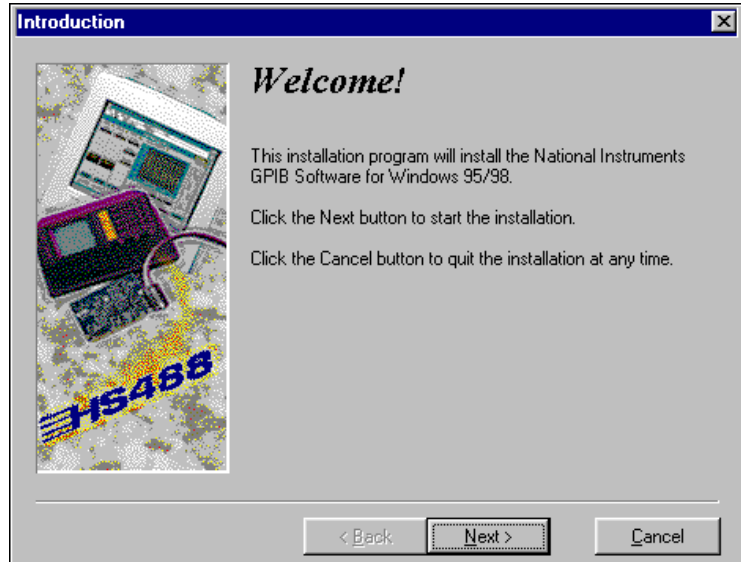 Introduction
Welcome!
This installation program will install the National Instruments
GPIB Software for Windows 95/98.
Click the Next button to start the installation.
Click the Cancel button to quit the installation at any time.
HS488
< Back
Next >
Cancel